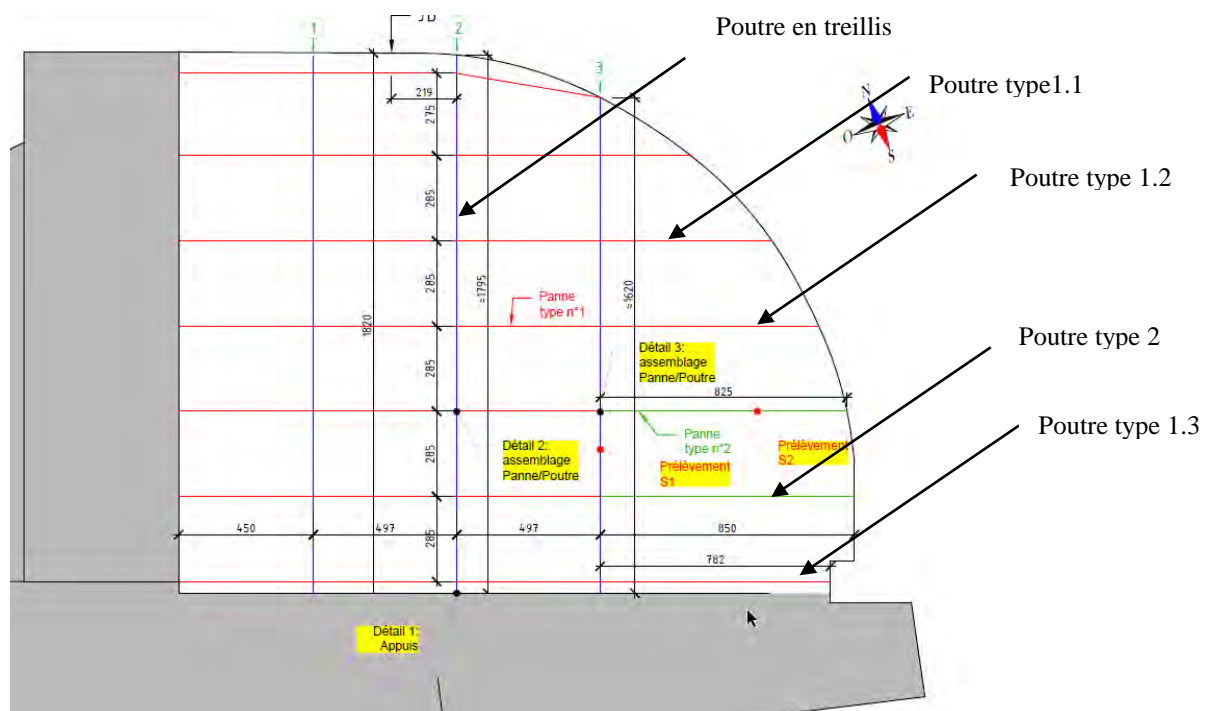 Poutre en treillis
Poutre type1.1
Poutre type 1.2
Poutre type 2
Poutre type 1.3
1
2
3
N
E
O
S
219
275
285
285
285
285
285
1820
≈1795
≈1620
Panne
type n°1
Détail 3:
assemblage
Panne/Poutre
825
Détail 2:
assemblage
Panne/Poutre
Panne
type n°2
Prélèvement
S1
Prélèvement
S2
450
497
497
850
782
Détail 1:
Appuis